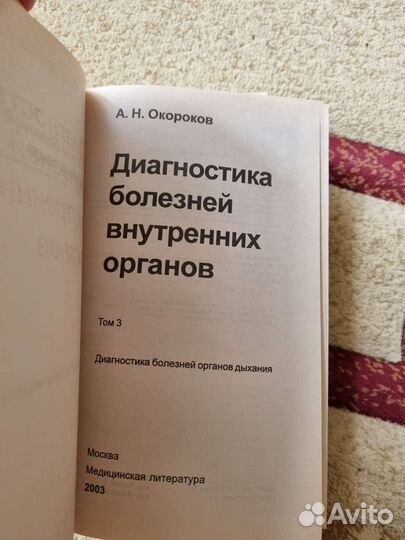 А. Н. Окороков
Диагностика
болезней
внутренних
органов
Том 3
Диагностика болезней органов дыхания
Москва
Медицинская литература
2003
Avito